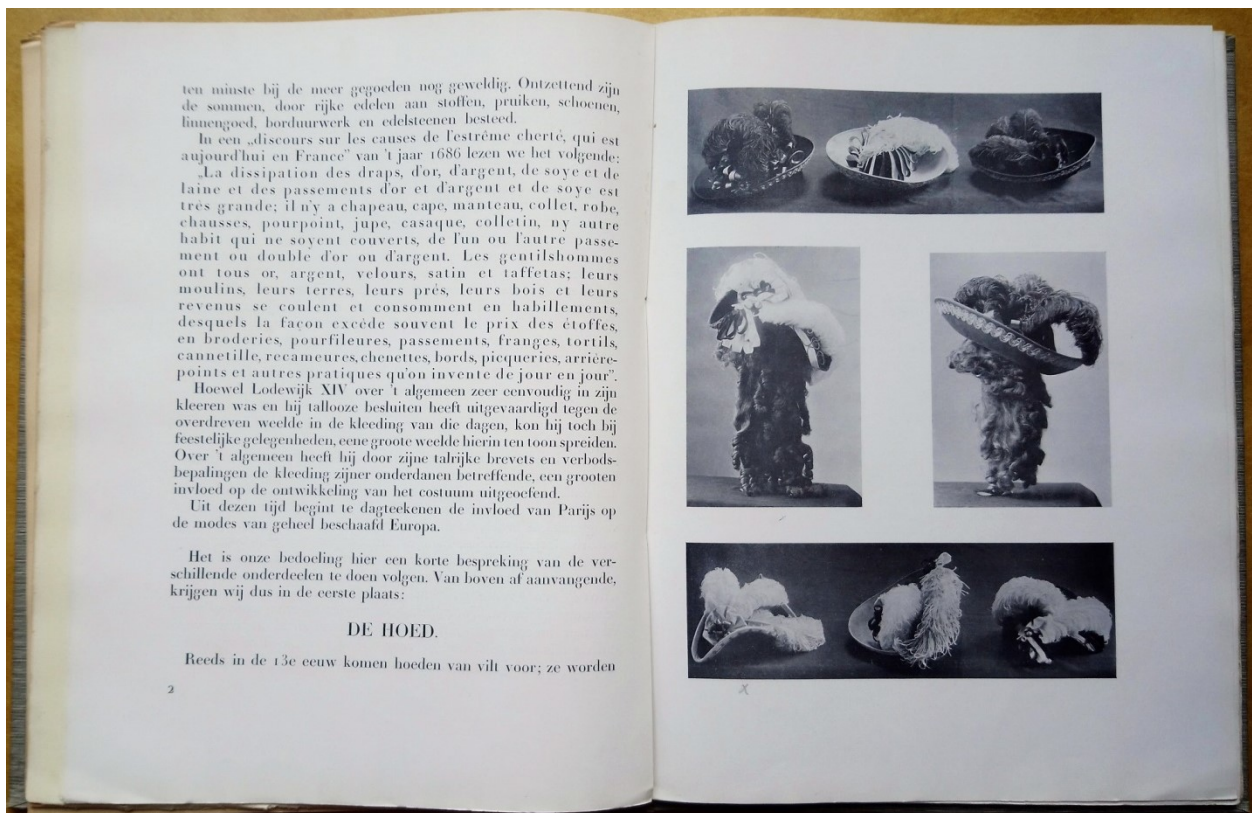 ten minste bij de meer gegoeden nog geweldig. Ontzettend zijn
de sommen, door rijke edelen aan stoffen, pruiken, schoenen,
linnengoed, borduurwerk en edelsteenen besteed.
In een „discours sur les causes de l'estrême cherté, qui est
aujourd'hui en France” van 't jaar 1686 lezen we het volgende:
„La dissipation des draps, d'or, d'argent, de soye et de
laine et des passements d'or et d'argent et de soye est
très grande; il n'y a chapeau, cape, manteau, collet, robe,
chausses, pourpoint, jupe, casaque, colletin, ny autre
habit qui ne soyent couverts, de l'un ou l'autre passe-
ment ou doublé d'or ou d'argent. Les gentilshommes
ont tous or, argent, velours, satin et taffetas; leurs
moulins, leurs terres, leurs prés, leurs bois et leurs
revenus se coulent et consomment en habillements,
desquels la façon excède souvent le prix des étoffes,
en broderies, pourfileures, passements, franges, tortils,
cannetille, recameures, chenettes, bords, picqueries, arrière-
points et autres pratiques qu'on invente de jour en jour”.
Hoewel Lodewijk XIV over 't algemeen zeer eenvoudig in zijn
kleeren was en hij tallooze besluiten heeft uitgevaardigd tegen de
overdreven weelde in de kleeding van die dagen, kon hij toch bij
feestelijke gelegenheden, eene groote weelde hierin ten toon spreiden.
Over 't algemeen heeft hij door zijne talrijke brevets en verbods-
bepalingen de kleeding zijner onderdanen betreffende, een grooten
invloed op de ontwikkeling van het costuum uitgeoefend.
Uit dezen tijd begint te dagteekenen de invloed van Parijs op
de modes van geheel beschaafd Europa.
Het is onze bedoeling hier een korte bespreking van de ver-
schillende onderdeelen te doen volgen. Van boven af aanvangende,
krijgen wij dus in de eerste plaats:
DE HOED.
Reeds in de 13e eeuw komen hoeden van vilt voor; ze worden
2
x